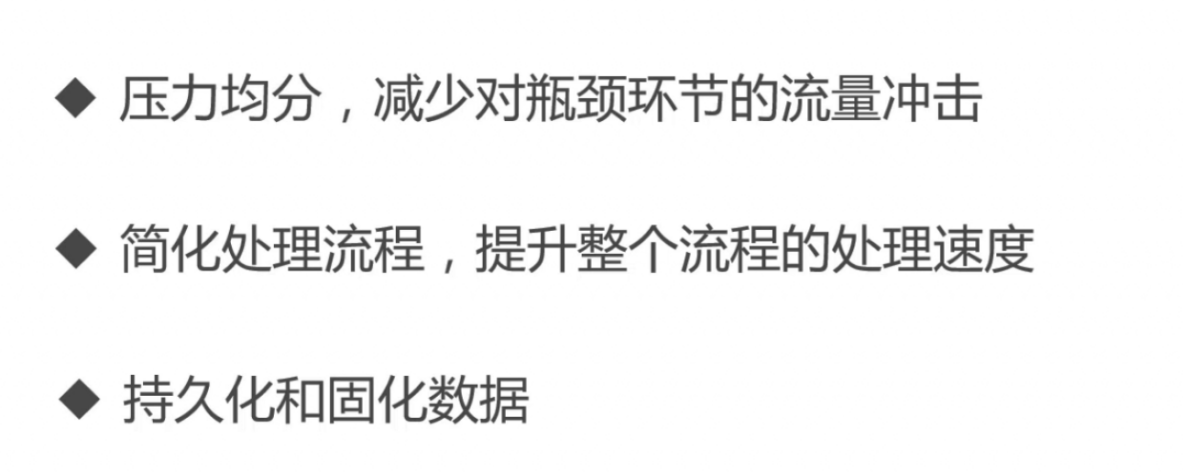 ◆ 压力均分，减少对瓶颈环节的流量冲击
◆ 简化处理流程，提升整个流程的处理速度
◆ 持久化和固化数据